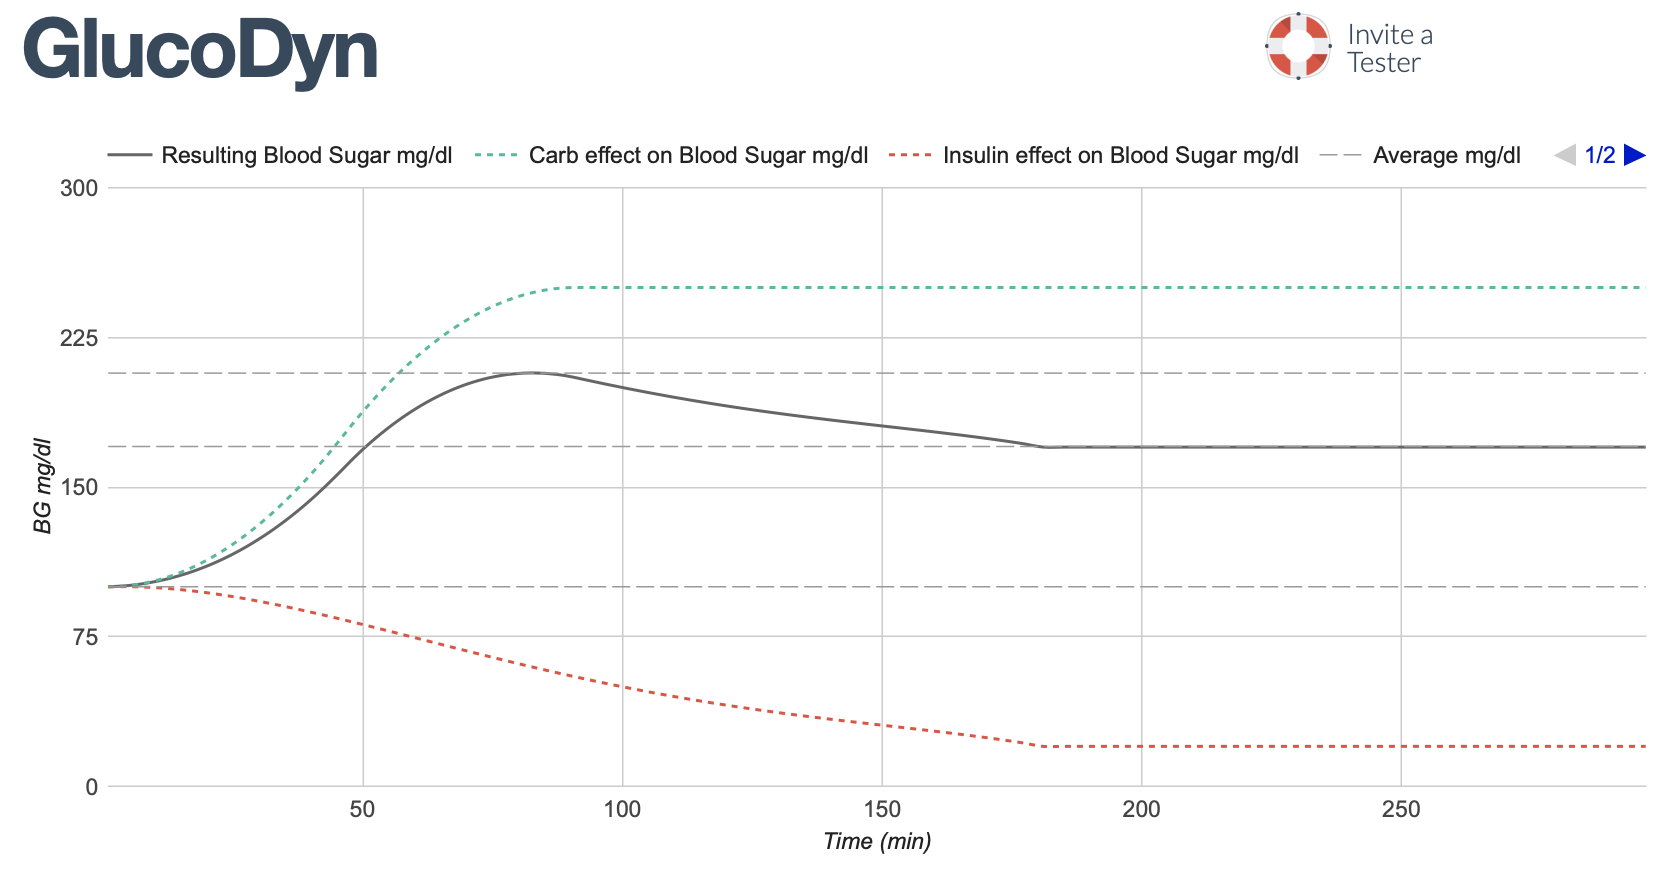 GlucoDyn
Invite a
Tester
Resulting Blood Sugar mg/dl
Carb effect on Blood Sugar mg/dl
Insulin effect on Blood Sugar mg/dl
Average mg/dl
1/2
300
225
150
75
0
BG mg/dl
50
100
150
200
250
Time (min)